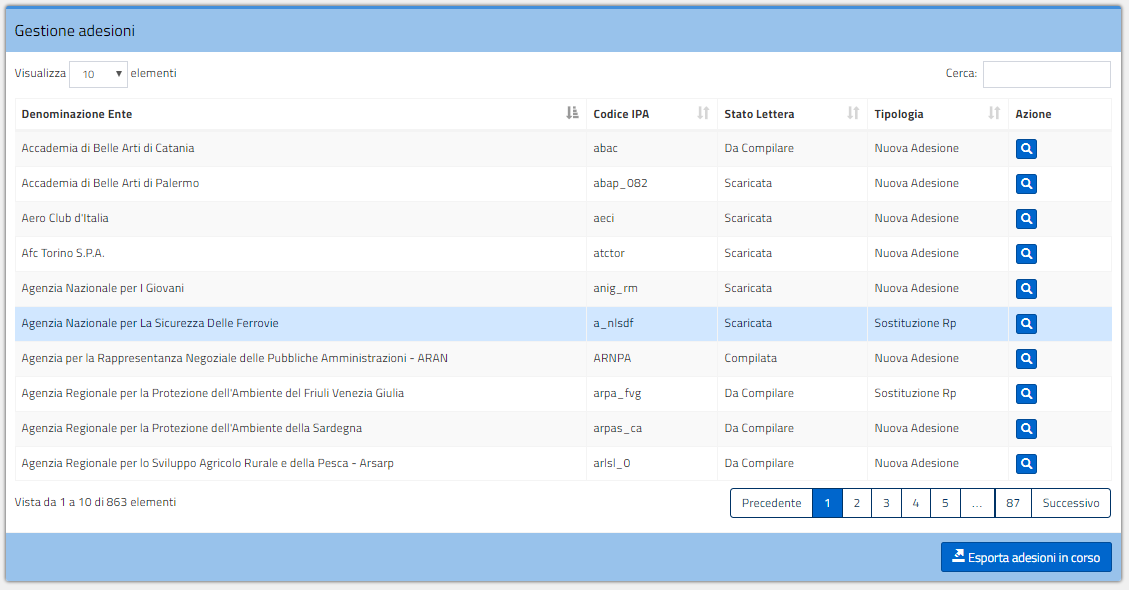 Gestione adesioni
Visualizza 10 elementi Cerca:
Denominazione Ente Codice IPA Stato Lettera Tipologia Azione
Accademia di Belle Arti di Catania abac Da Compilare Nuova Adesione
Accademia di Belle Arti di Palermo abap_082 Scaricata Nuova Adesione
Aero Club d'Italia aeci Scaricata Nuova Adesione
Afc Torino S.P.A. atctor Scaricata Nuova Adesione
Agenzia Nazionale per I Giovani anig_rm Scaricata Nuova Adesione
Agenzia Nazionale per La Sicurezza Delle Ferrovie a_nlsdf Scaricata Sostituzione Rp
Agenzia per la Rappresentanza Negoziale delle Pubbliche Amministrazioni - ARAN ARNPA Compilata Nuova Adesione
Agenzia Regionale per la Protezione dell'Ambiente del Friuli Venezia Giulia arpa_fvg Da Compilare Sostituzione Rp
Agenzia Regionale per la Protezione dell'Ambiente della Sardegna arpas_ca Da Compilare Nuova Adesione
Agenzia Regionale per lo Sviluppo Agricolo Rurale e della Pesca - Arsarp arlsl_0 Da Compilare Nuova Adesione
Vista da 1 a 10 di 863 elementi Precedente 1 2 3 4 5 ... 87 Successivo
Esporta adesioni in corso